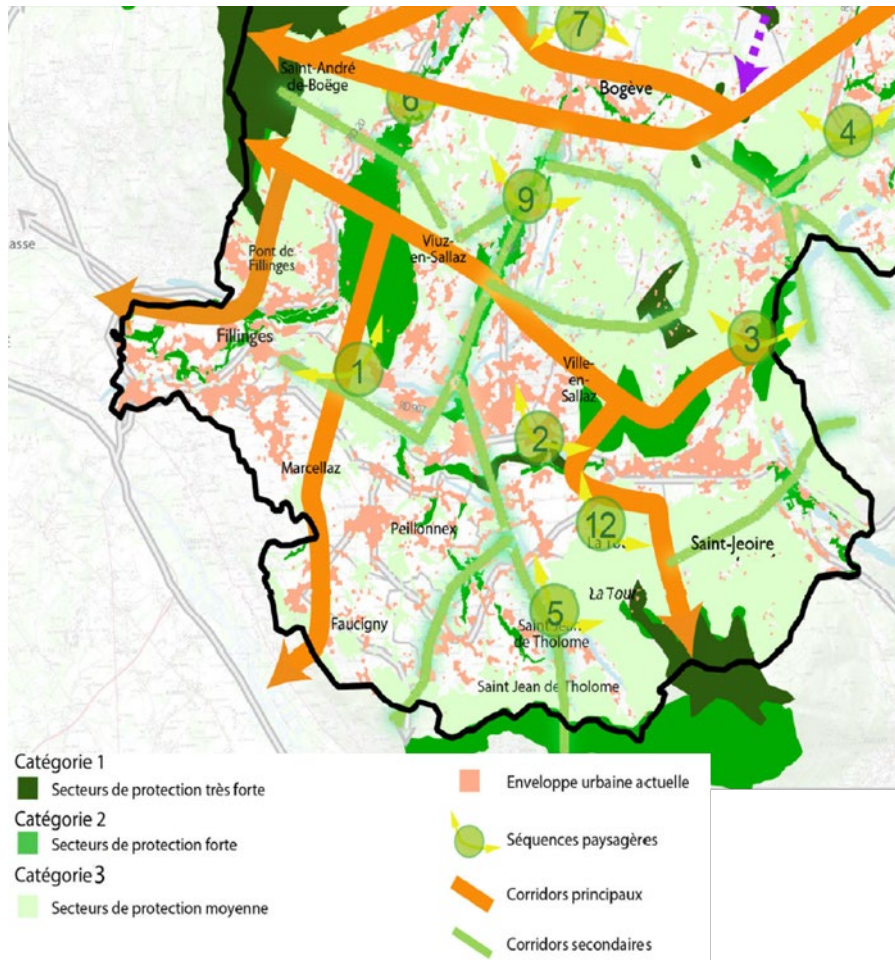 7
Saint-André
de-Boëge
Bogève
6
4
9
asse
Viuz-
en-Sallaz
Pont de
Fillinges
Fillinges
3
1
Ville-
en-
Sallaz
2
Marcellaz
Peillonnex
12
Saint-Jeoire
La Tour
5
Faucigny
Saint Jean
de Tholome
Saint Jean de Tholome
Catégorie 1
Secteurs de protection très forte
Catégorie 2
Secteurs de protection forte
Catégorie 3
Secteurs de protection moyenne
Enveloppe urbaine actuelle
Séquences paysagères
Corridors principaux
Corridors secondaires